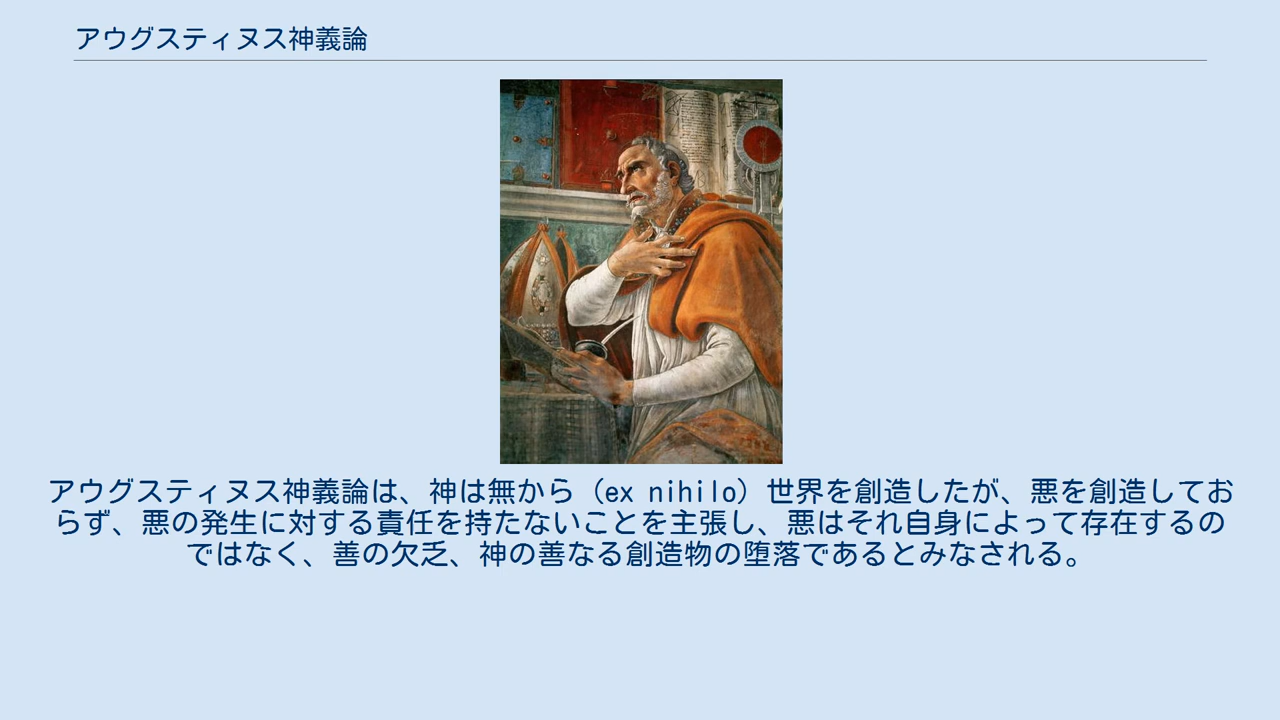 アウグスティヌス神義論
アウグスティヌス神義論は、神は無から（ex nihilo）世界を創造したが、悪を創造してお
らず、悪の発生に対する責任を持たないことを主張し、悪はそれ自身によって存在するの
ではなく、善の欠乏、神の善なる創造物の堕落であるとみなされる。